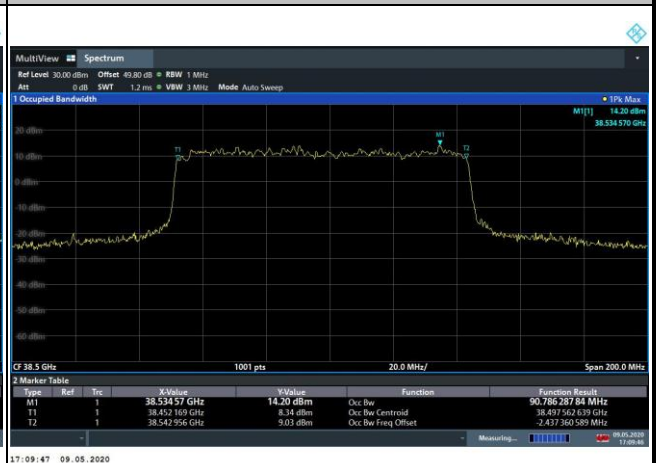 MultiView Spectrum
Ref Level 30.00 dBm Offset 49.80 dB RBW 1 MHz
Att 0 dB SWT 1.2 ms VBW 3 MHz Mode Auto Sweep
1 Occupied Bandwidth 1Pk Max
M1[1] 14.20 dBm
38.534 570 GHz
20 dBm
M1
T1 T2
10 dBm
0 dBm
-10 dBm
-20 dBm
-30 dBm
-40 dBm
-50 dBm
-60 dBm
CF 38.5 GHz 1001 pts 20.0 MHz/ Span 200.0 MHz
2 Marker Table
Type Ref Trc X-Value Y-Value Function Function Result
M1 1 38.534 57 GHz 14.20 dBm Occ Bw 90.786 287 84 MHz
T1 1 38.452 169 GHz 8.34 dBm Occ Bw Centroid 38.497 562 639 GHz
T2 1 38.542 956 GHz 9.03 dBm Occ Bw Freq Offset -2.437 360 589 MHz
Measuring... 09.05.2020
17:09:46
17:09:47 09.05.2020